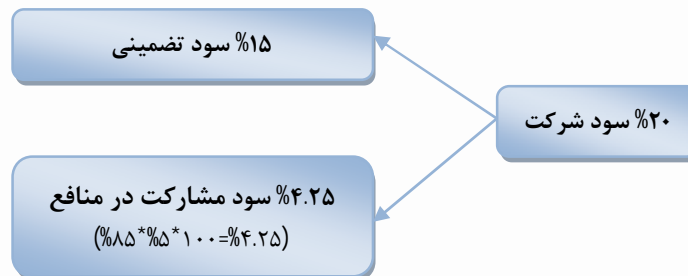 %۱۵ سود تضمینی
%۲۰ سود شرکت
%۴.۲۵ سود مشارکت در منافع
(%۸۵*%۵*۱۰۰=%۴.۲۵)